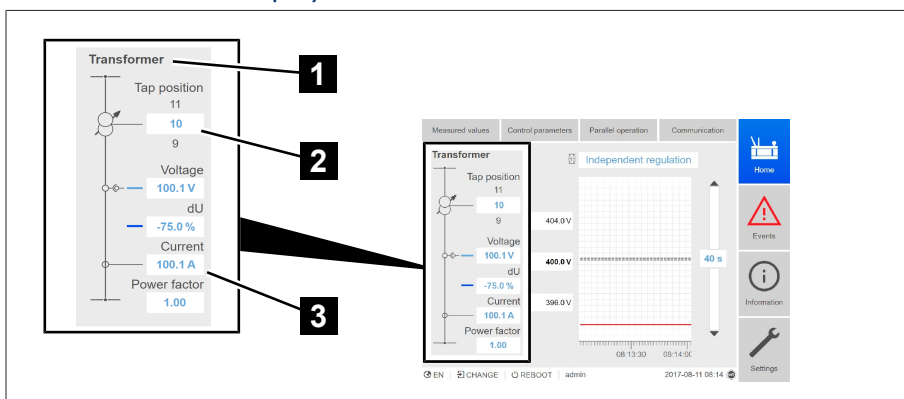 Transformer
Tap position
11
10
9
Voltage
100.1 V
dU
-75.0 %
Current
100.1 A
Power factor
1.00
1
2
3
Measured values
Control parameters
Parallel operation
Communication
Transformer
Tap position
11
10
9
Voltage
100.1 V
dU
-75.0 %
Current
100.1 A
Power factor
1.00
Independent regulation
404.0 V
400.0 V
396.0 V
40 s
08:13:30
08:14:00
Home
Events
Information
Settings
EN
CHANGE
REBOOT
admin
2017-08-11 08:14